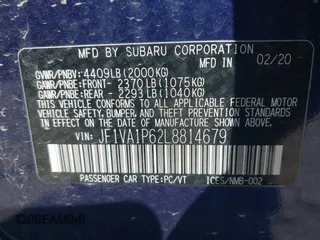 MFD BY SUBARU CORPORATION 02/20
GVWR/PNBV: 4409LB (2000KG)
GAWR/PNBE:FRONT- 2370LB (1075KG)
GAWR/PNBE:REAR - 2293LB (1040KG)
THIS VEHICLE CONFORMS TO ALL APPLICABLE FEDERAL MOTOR
VEHICLE SAFETY, BUMPER, AND THEFT PREVENTION STANDARDS
IN EFFECT ON THE DATE OF MANUFACTURE SHOWN ABOVE.
VIN: JF1VA1P62L8814679
PASSENGER CAR TYPE:PC/VT ICES/NMB-002